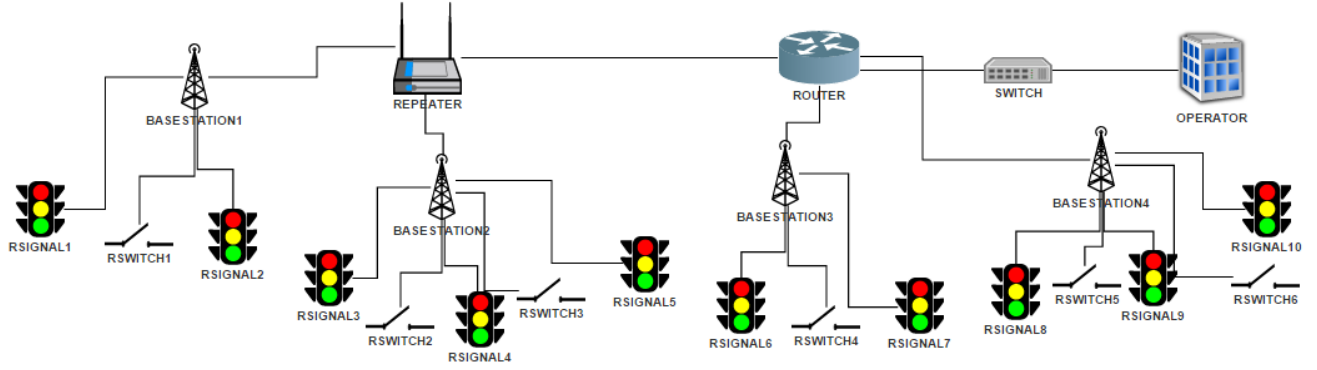 REPEATER
ROUTER
SWITCH
OPERATOR
BASESTATION1
BASESTATION2
BASESTATION3
BASESTATION4
RSIGNAL1
RSWITCH1
RSIGNAL2
RSIGNAL3
RSWITCH2
RSIGNAL4
RSWITCH3
RSIGNAL5
RSIGNAL6
RSWITCH4
RSIGNAL7
RSIGNAL8
RSWITCH5
RSIGNAL9
RSWITCH6
RSIGNAL10